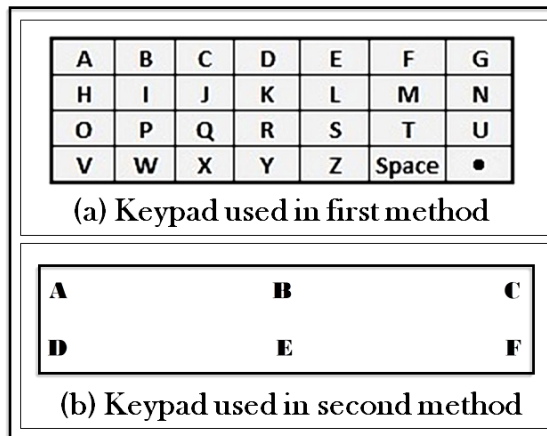 A B C D E F G
H I J K L M N
O P Q R S T U
V W X Y Z Space •
(a) Keypad used in first method
A B C
D E F
(b) Keypad used in second method